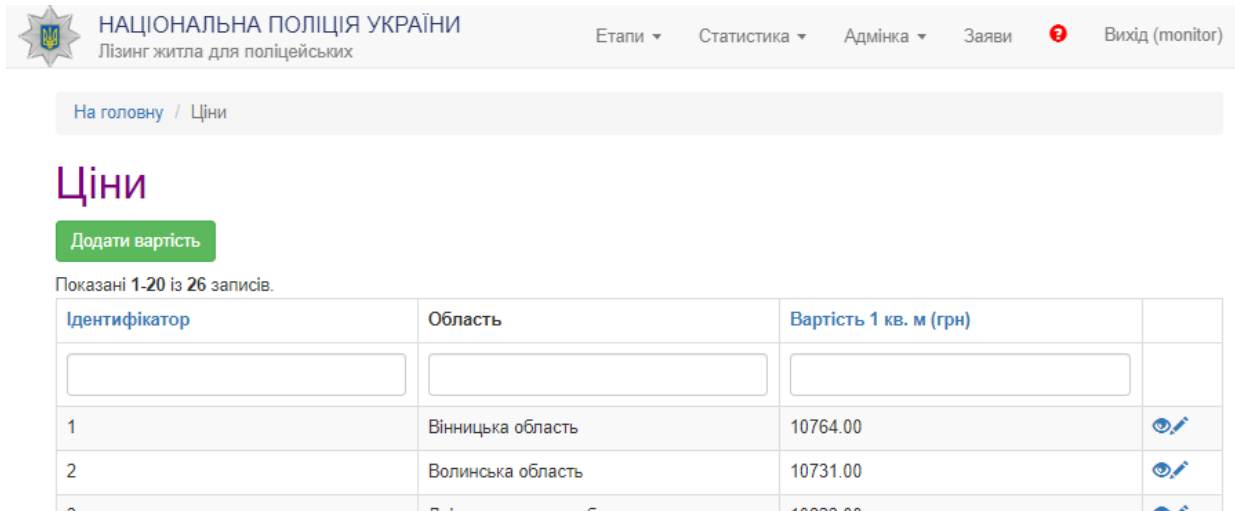 НАЦІОНАЛЬНА ПОЛІЦІЯ УКРАЇНИ
Лізинг житла для поліцейських
Етапи Статистика Адмінка Заяви ? Вихід (monitor)
На головну / Ціни
Ціни
Додати вартість
Показані 1-20 із 26 записів.
Ідентифікатор Область Вартість 1 кв. м (грн)
1 Вінницька область 10764.00
2 Волинська область 10731.00